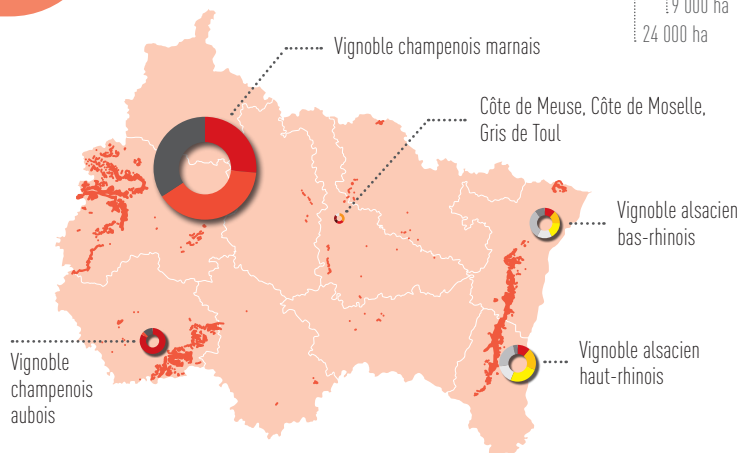 9 000 ha
24 000 ha
Vignoble champenois marnais
Côte de Meuse, Côte de Moselle,
Gris de Toul
Vignoble alsacien
bas-rhinois
Vignoble alsacien
haut-rhinois
Vignoble
champenois
aubois